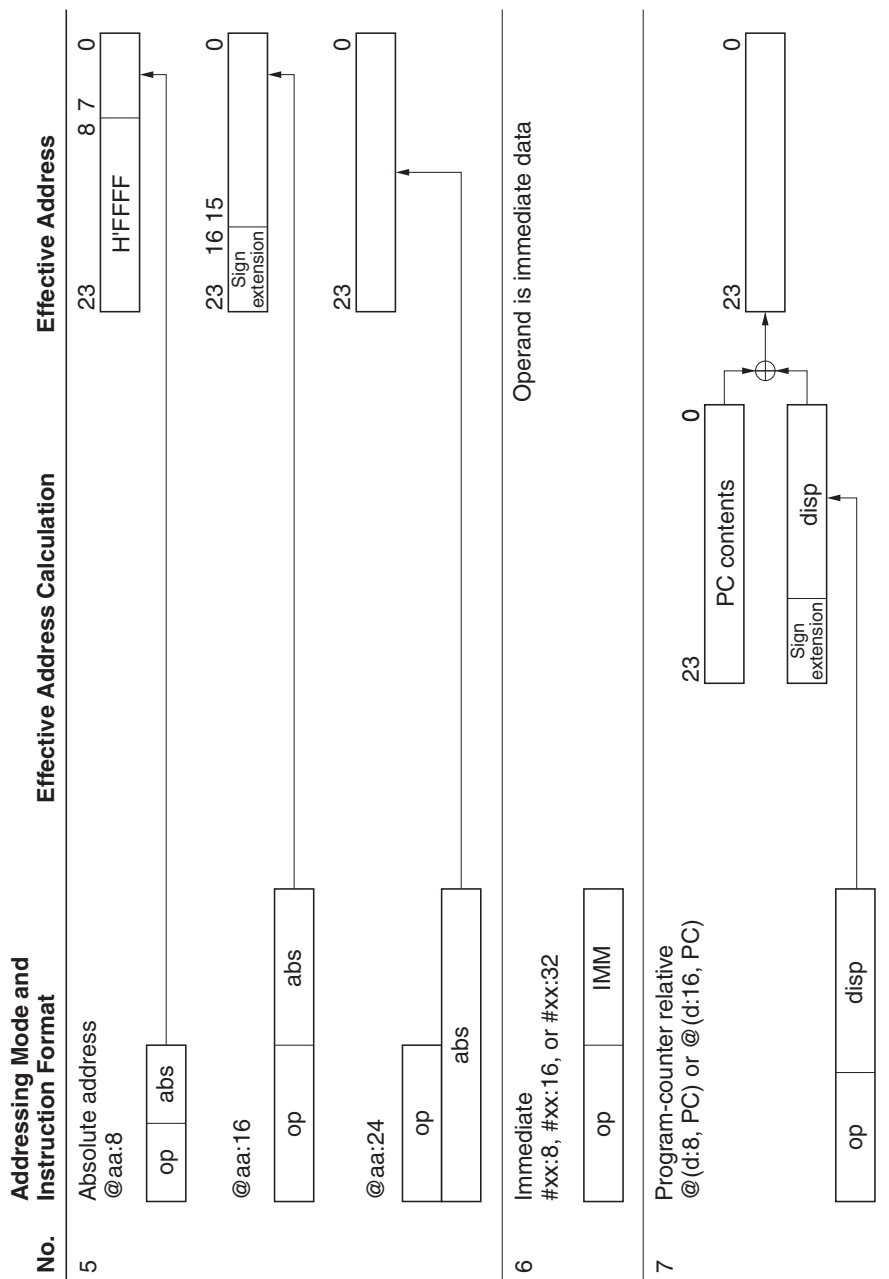 No.
Addressing Mode and
Instruction Format
Effective Address Calculation
Effective Address
5
Absolute address
@aa:8
op
abs
23
8 7
0
H'FFFF
@aa:16
op
abs
23
16 15
0
Sign
extension
@aa:24
op
abs
23
0
6
Immediate
#xx:8, #xx:16, or #xx:32
op
IMM
Operand is immediate data
7
Program-counter relative
@(d:8, PC) or @(d:16, PC)
op
disp
23
0
PC contents
Sign
extension
disp
23
0